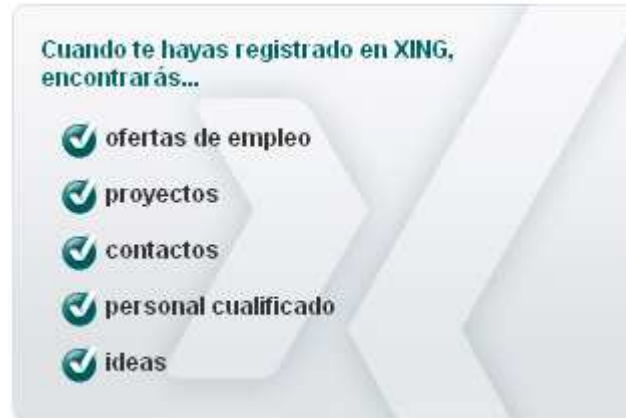 Cuando te hayas registrado en XING,
encontrarás...
ofertas de empleo
proyectos
contactos
personal cualificado
ideas